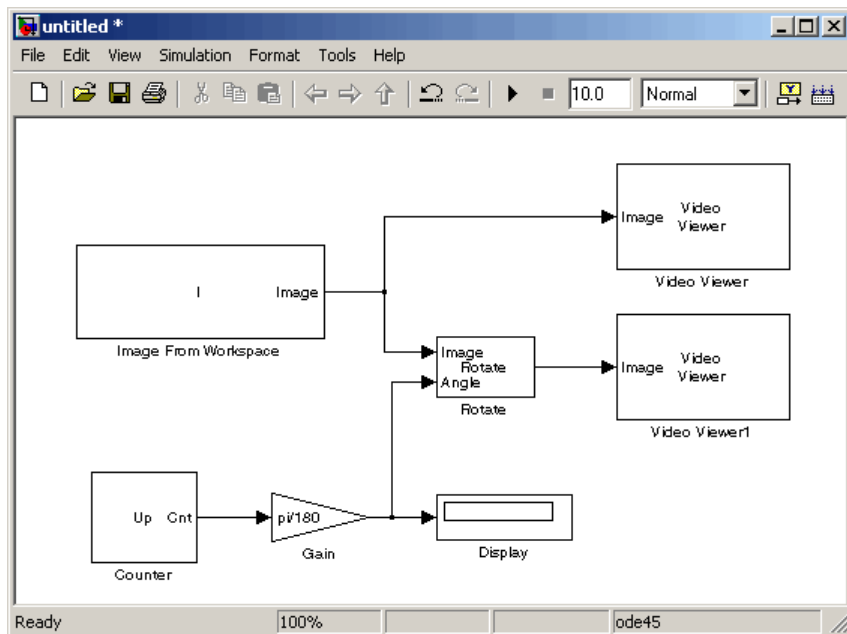 untitled *
File Edit View Simulation Format Tools Help
10.0 Normal
Video
Viewer
Image
Video Viewer
I Image
Image From Workspace
Image
Rotate
Angle
Rotate
Video
Viewer
Image
Video Viewer1
Up Cnt
Counter
pi/180
Gain
Display
Ready 100% ode45